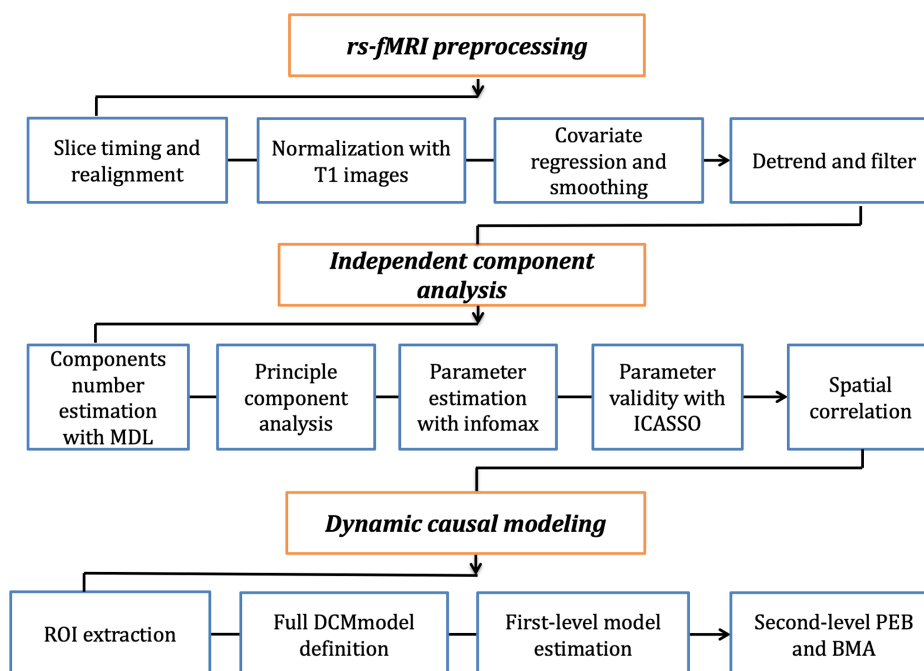 rs-fMRI preprocessing
Slice timing and
realignment
Normalization with
T1 images
Covariate
regression and
smoothing
Detrend and filter
Independent component
analysis
Components
number
estimation
with MDL
Principle
component
analysis
Parameter
estimation
with infomax
Parameter
validity with
ICASSO
Spatial
correlation
Dynamic causal modeling
ROI extraction
Full DCMmodel
definition
First-level model
estimation
Second-level PEB
and BMA